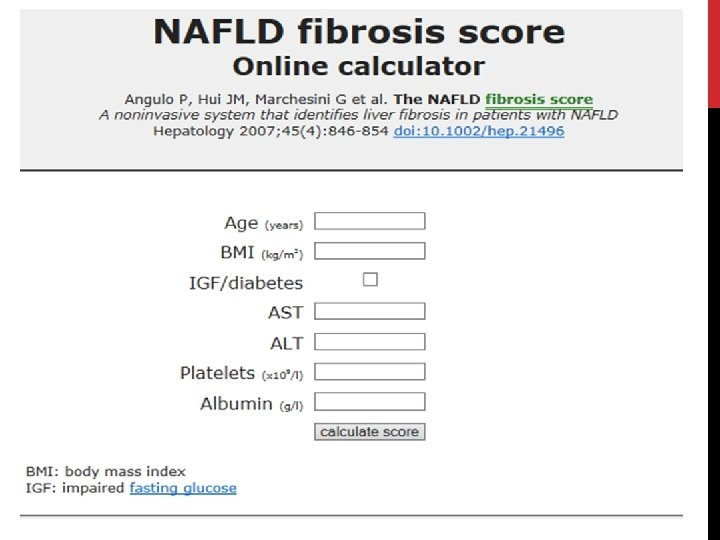 NAFLD fibrosis score
Online calculator
Angulo P, Hui JM, Marchesini G et al. The NAFLD fibrosis score
A noninvasive system that identifies liver fibrosis in patients with NAFLD
Hepatology 2007;45(4):846-854 doi:10.1002/hep.21496
Age (years)
BMI (kg/m²)
IGF/diabetes
AST
ALT
Platelets (x10⁹/l)
Albumin (g/l)
calculate score
BMI: body mass index
IGF: impaired fasting glucose